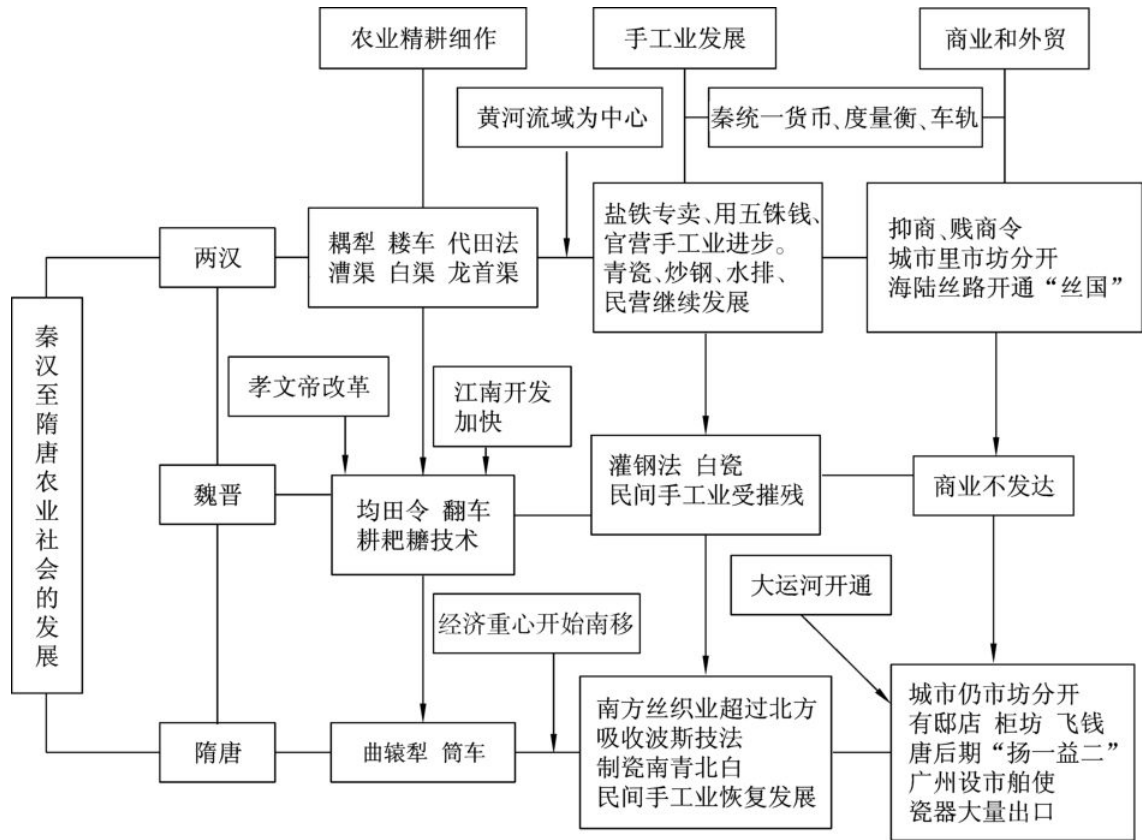 农业精耕细作
手工业发展
商业和外贸
黄河流域为中心
秦统一货币、度量衡、车轨
两汉
耦犁 耧车 代田法
漕渠 白渠 龙首渠
盐铁专卖、用五铢钱、
官营手工业进步。
青瓷、炒钢、水排、
民营继续发展
抑商、贱商令
城市里市坊分开
海陆丝路开通“丝国”
秦汉至隋唐农业社会的发展
孝文帝改革
江南开发
加快
魏晋
均田令 翻车
耕耙耱技术
灌钢法 白瓷
民间手工业受摧残
商业不发达
大运河开通
经济重心开始南移
隋唐
曲辕犁 筒车
南方丝织业超过北方
吸收波斯技法
制瓷南青北白
民间手工业恢复发展
城市仍市坊分开
有邸店 柜坊 飞钱
唐后期“扬一益二”
广州设市舶使
瓷器大量出口